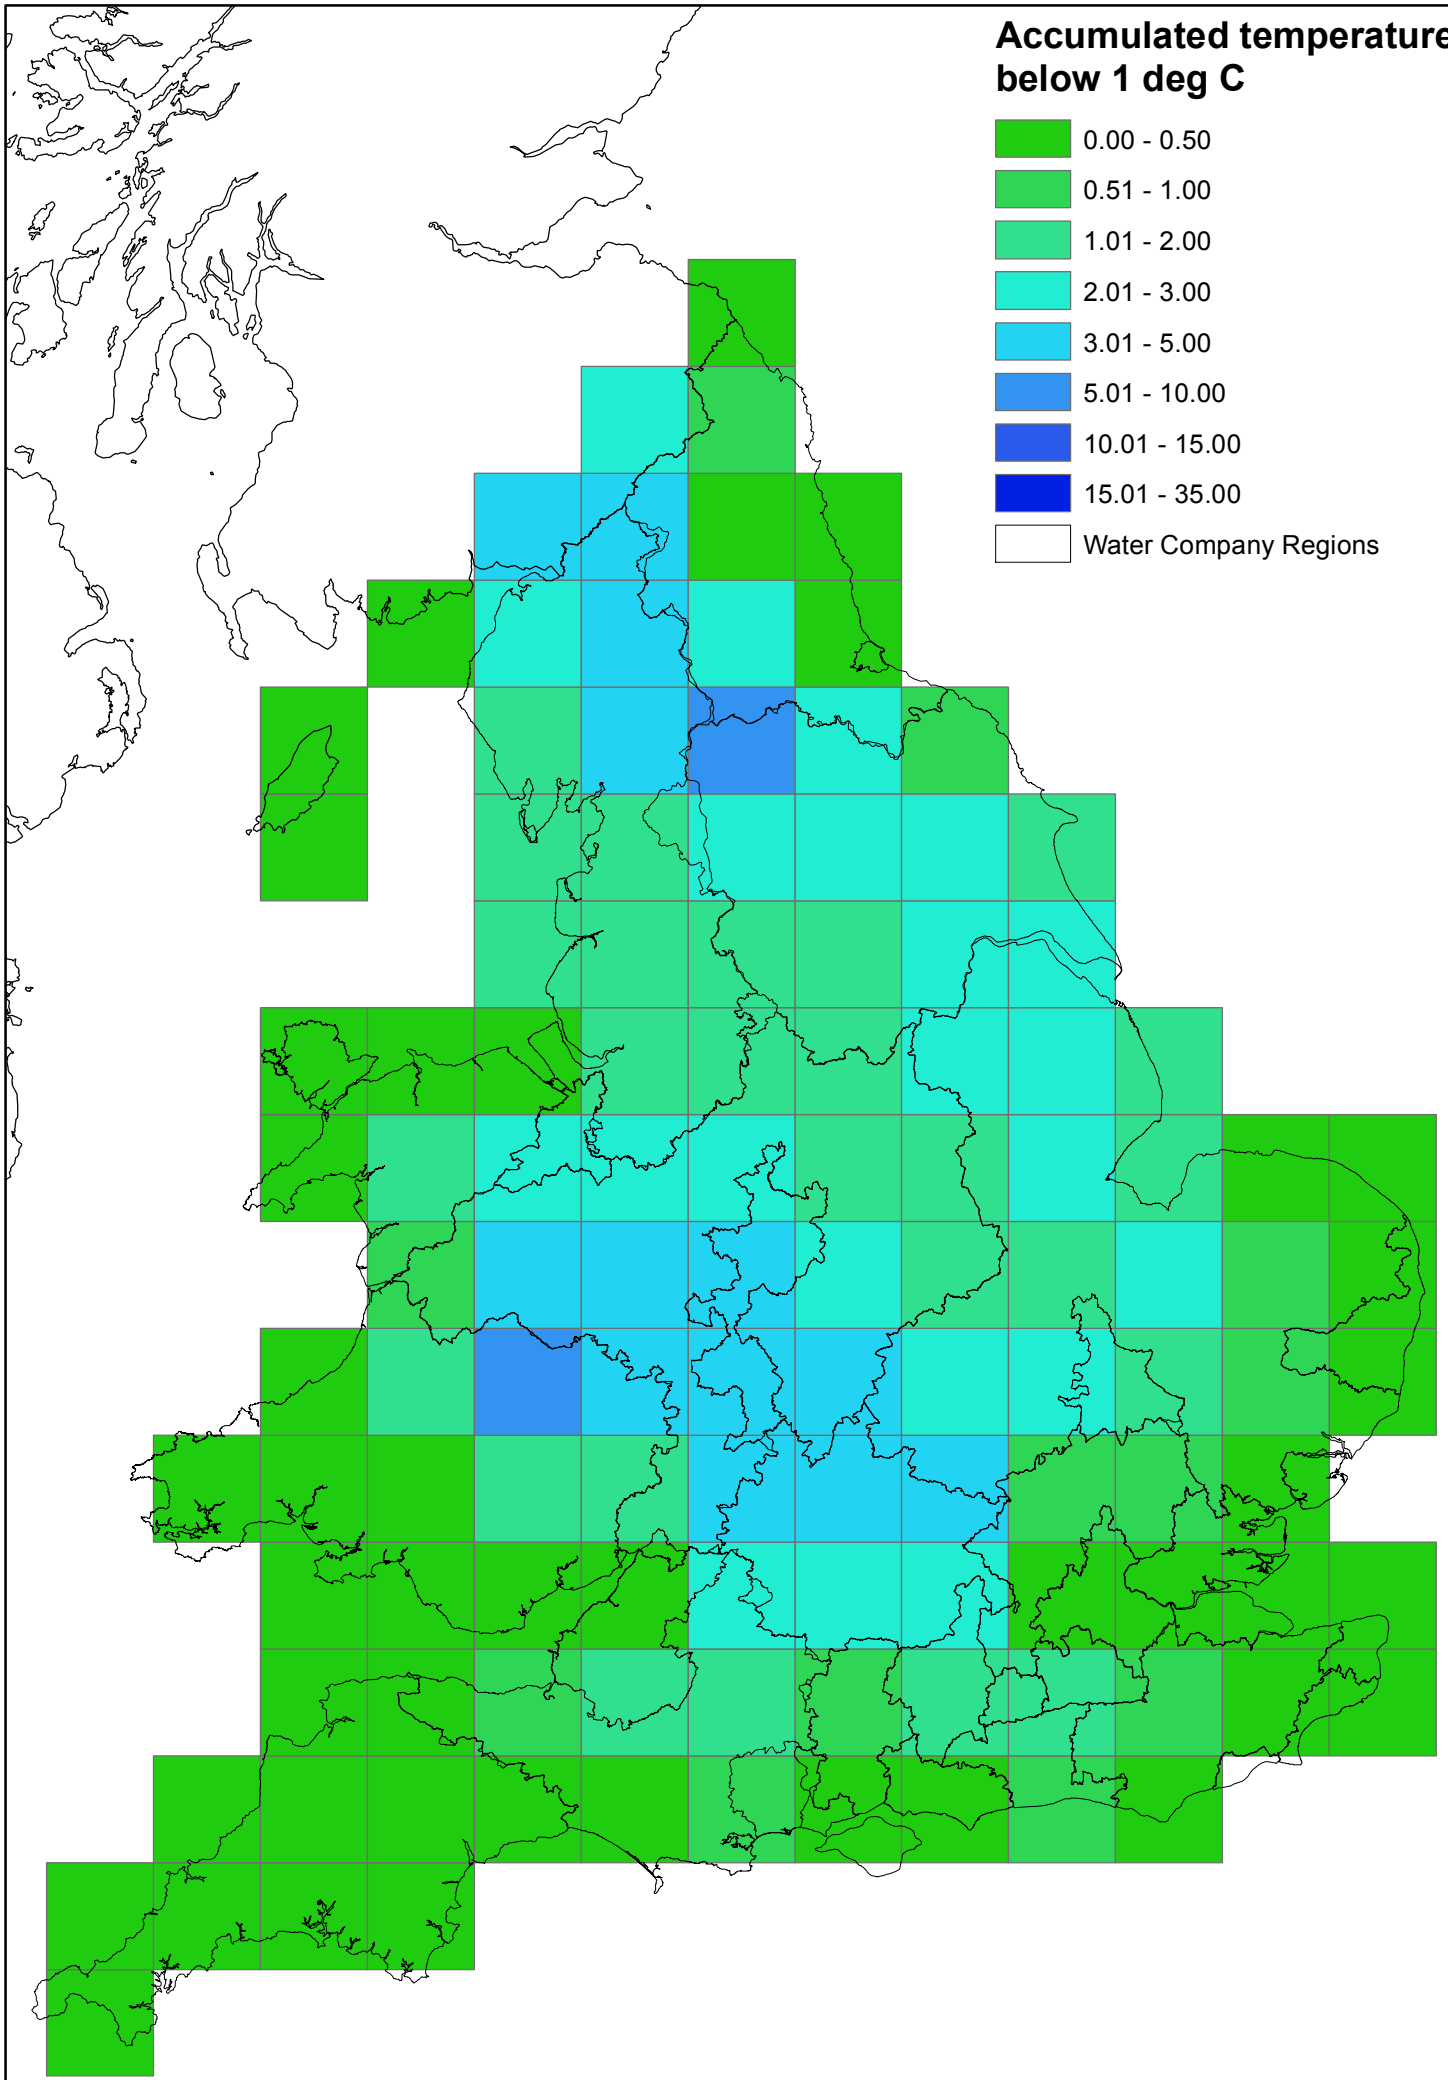 Accumulated temperature
below 1 deg C
0.00 - 0.50
0.51 - 1.00
1.01 - 2.00
2.01 - 3.00
3.01 - 5.00
5.01 - 10.00
10.01 - 15.00
15.01 - 35.00
Water Company Regions